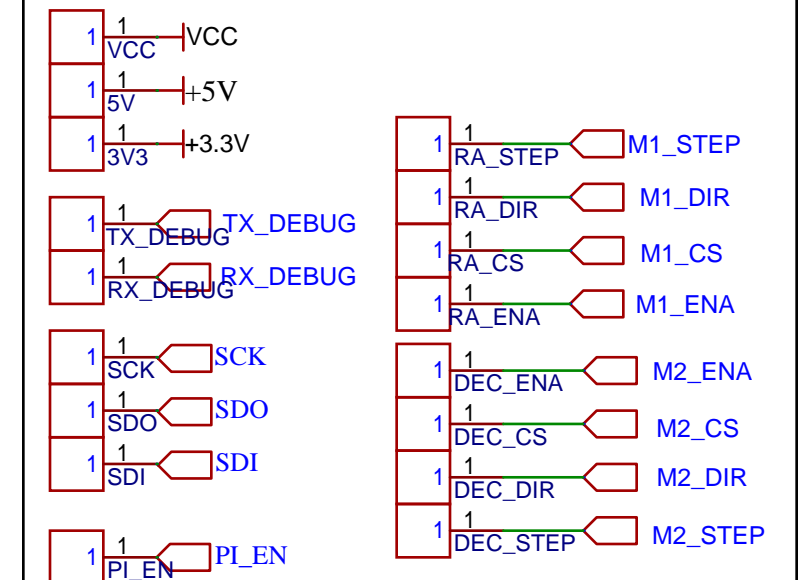 1 1 VCC VCC
1 1 5V +5V
1 1 3V3 +3.3V
1 1 TX_DEBUG TX_DEBUG
1 1 RX_DEBUG RX_DEBUG
1 1 SCK SCK
1 1 SDO SDO
1 1 SDI SDI
1 1 PI_EN PI_EN
1 1 RA_STEP M1_STEP
1 1 RA_DIR M1_DIR
1 1 RA_CS M1_CS
1 1 RA_ENA M1_ENA
1 1 DEC_ENA M2_ENA
1 1 DEC_CS M2_CS
1 1 DEC_DIR M2_DIR
1 1 DEC_STEP M2_STEP